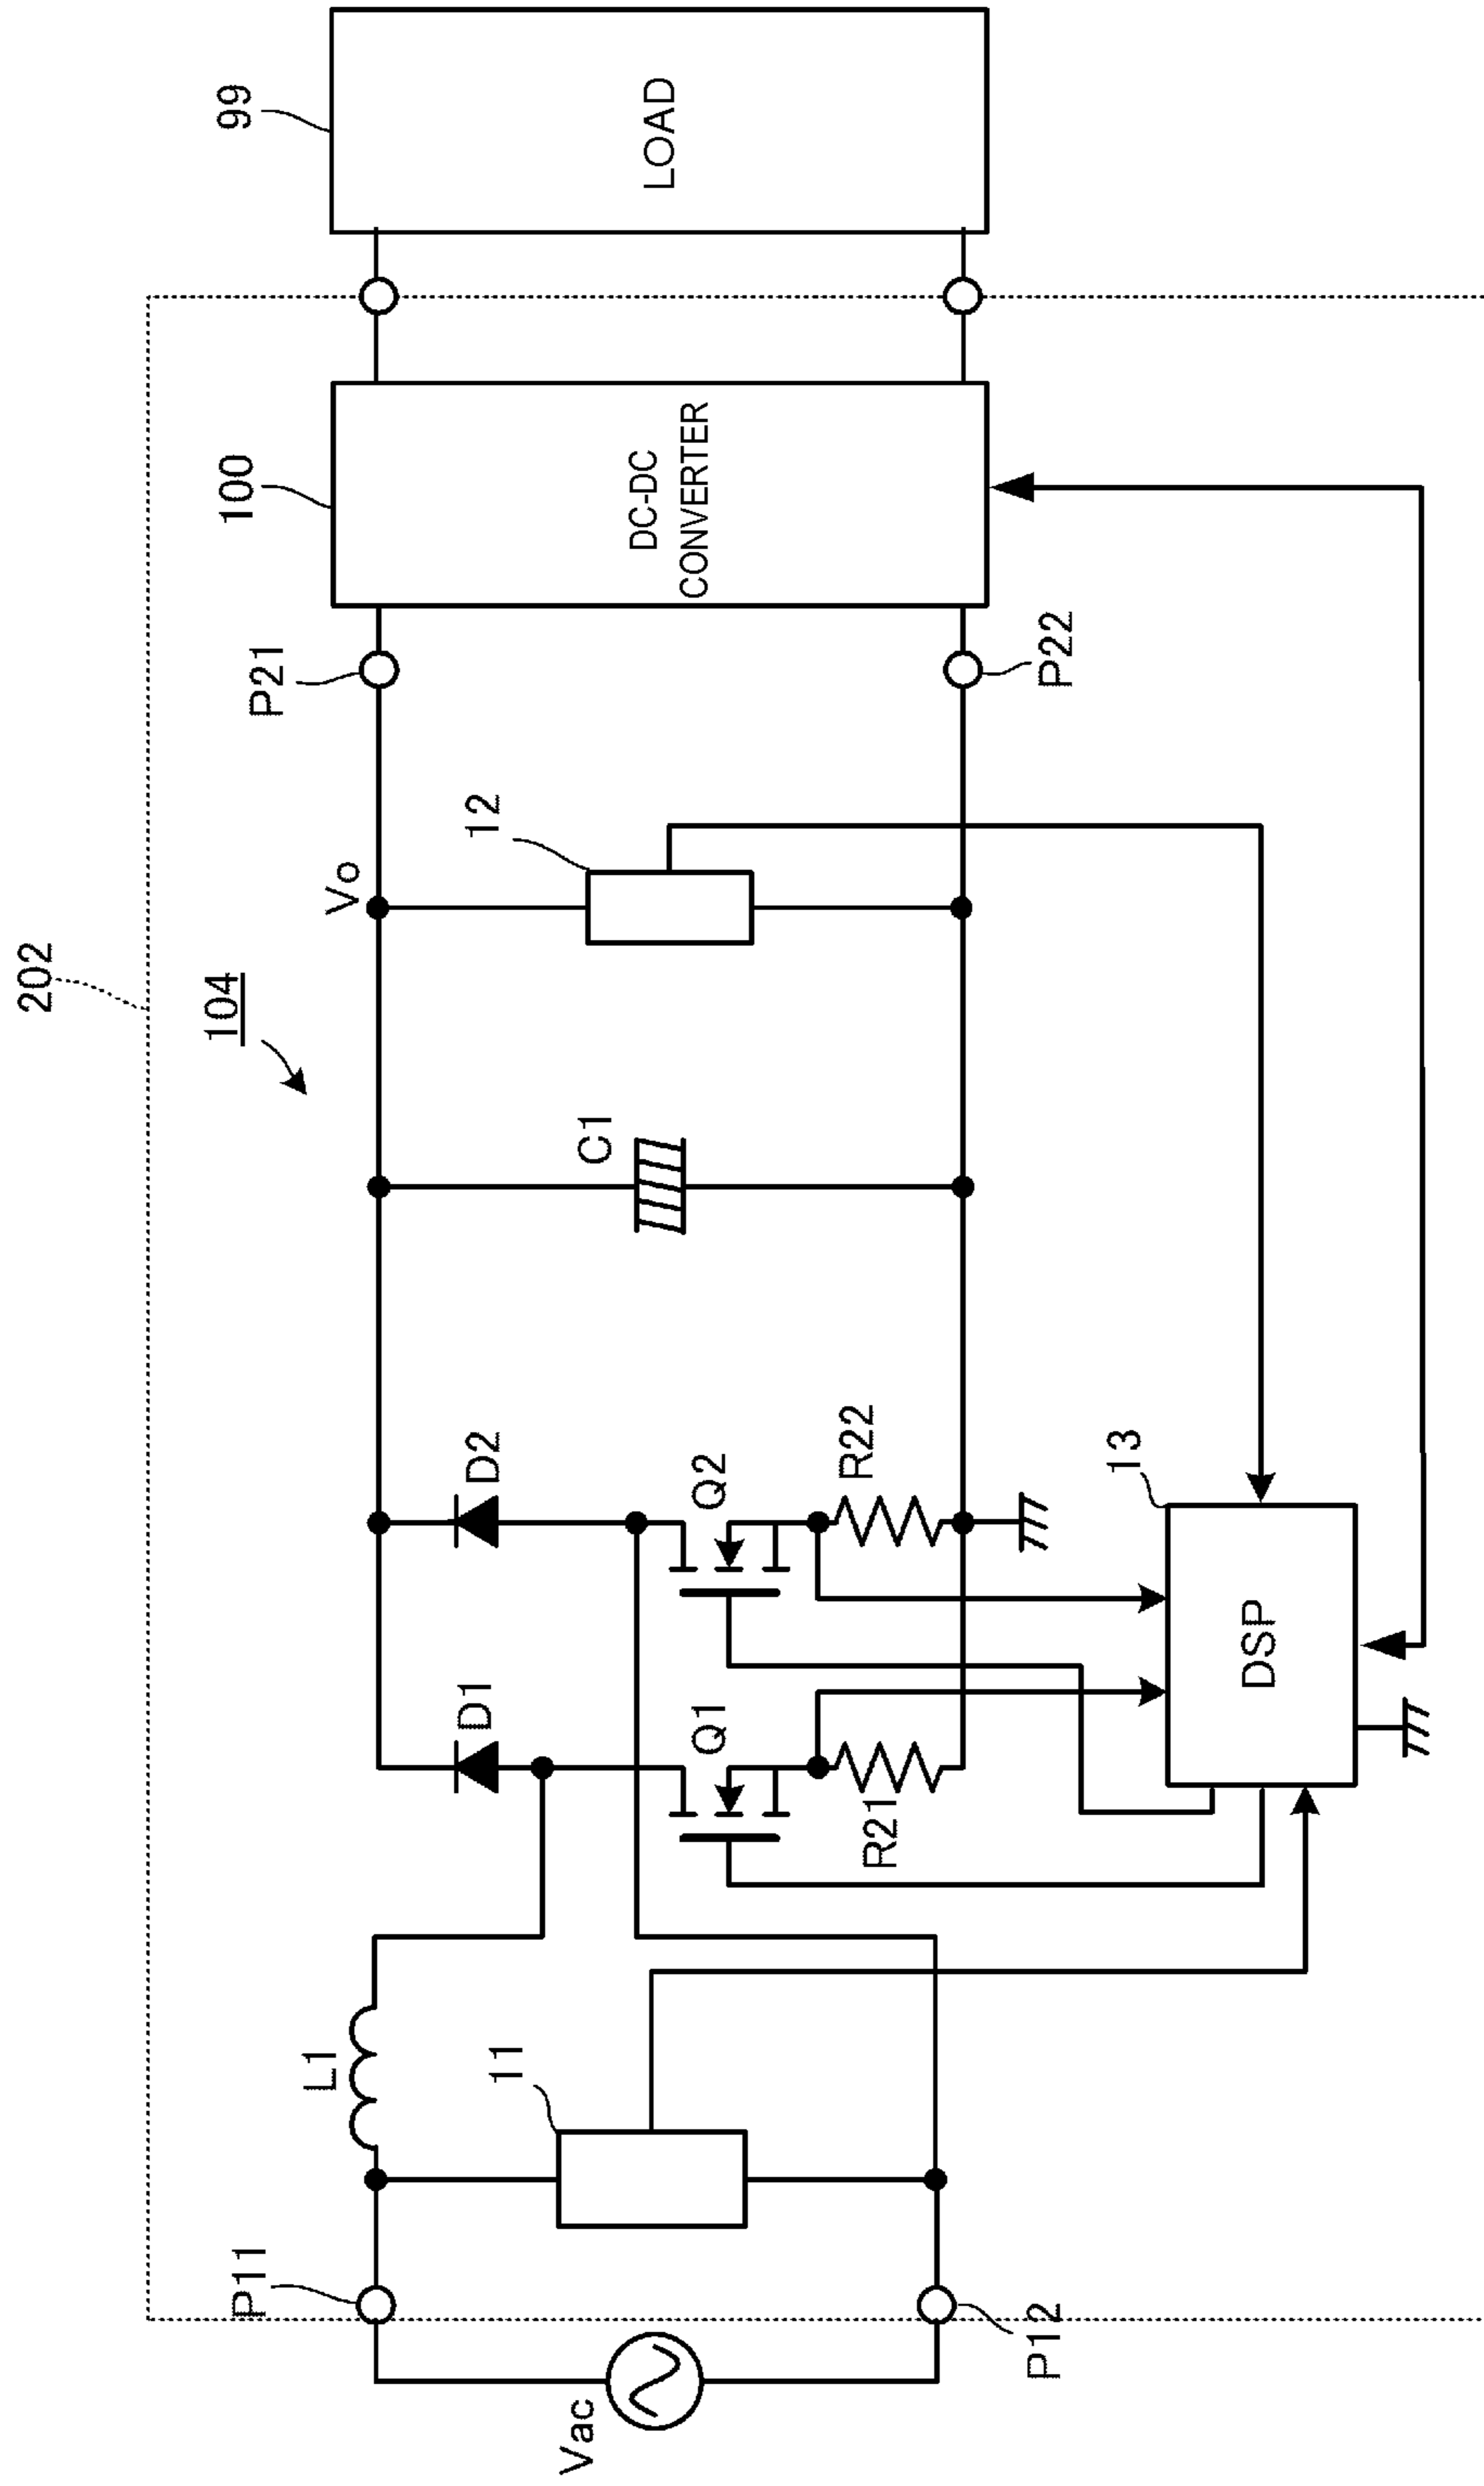 202
104
99
100
P21
LOAD
DC-DC
CONVERTER
P22
Vo
12
C1
D2
D1
Q2
Q1
R22
R21
13
DSP
L1
11
P11
P12
Vac